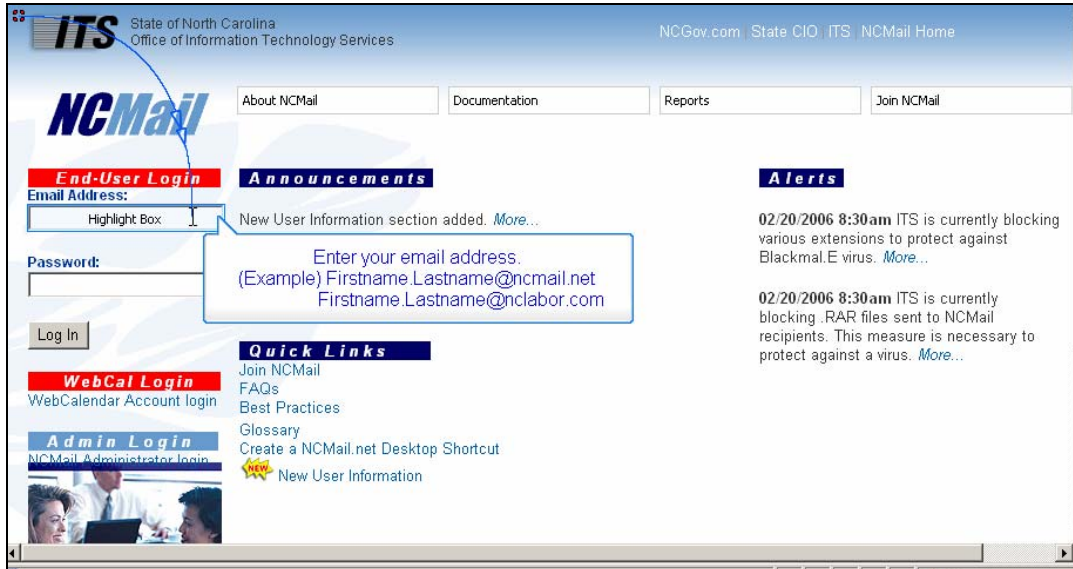 ITS State of North Carolina
Office of Information Technology Services
NCGov.com | State CIO | ITS | NCMail Home
NCMail
About NCMail
Documentation
Reports
Join NCMail
End-User Login
Email Address:
Highlight Box
Password:
Log In
WebCal Login
WebCalendar Account login
Admin Login
NCMail Administrator login
Announcements
New User Information section added. More...
Enter your email address.
(Example) Firstname.Lastname@ncmail.net
Firstname.Lastname@nclabor.com
Quick Links
Join NCMail
FAQs
Best Practices
Glossary
Create a NCMail.net Desktop Shortcut
NEW New User Information
Alerts
02/20/2006 8:30am ITS is currently blocking
various extensions to protect against
Blackmal.E virus. More...
02/20/2006 8:30am ITS is currently
blocking .RAR files sent to NCMail
recipients. This measure is necessary to
protect against a virus. More...